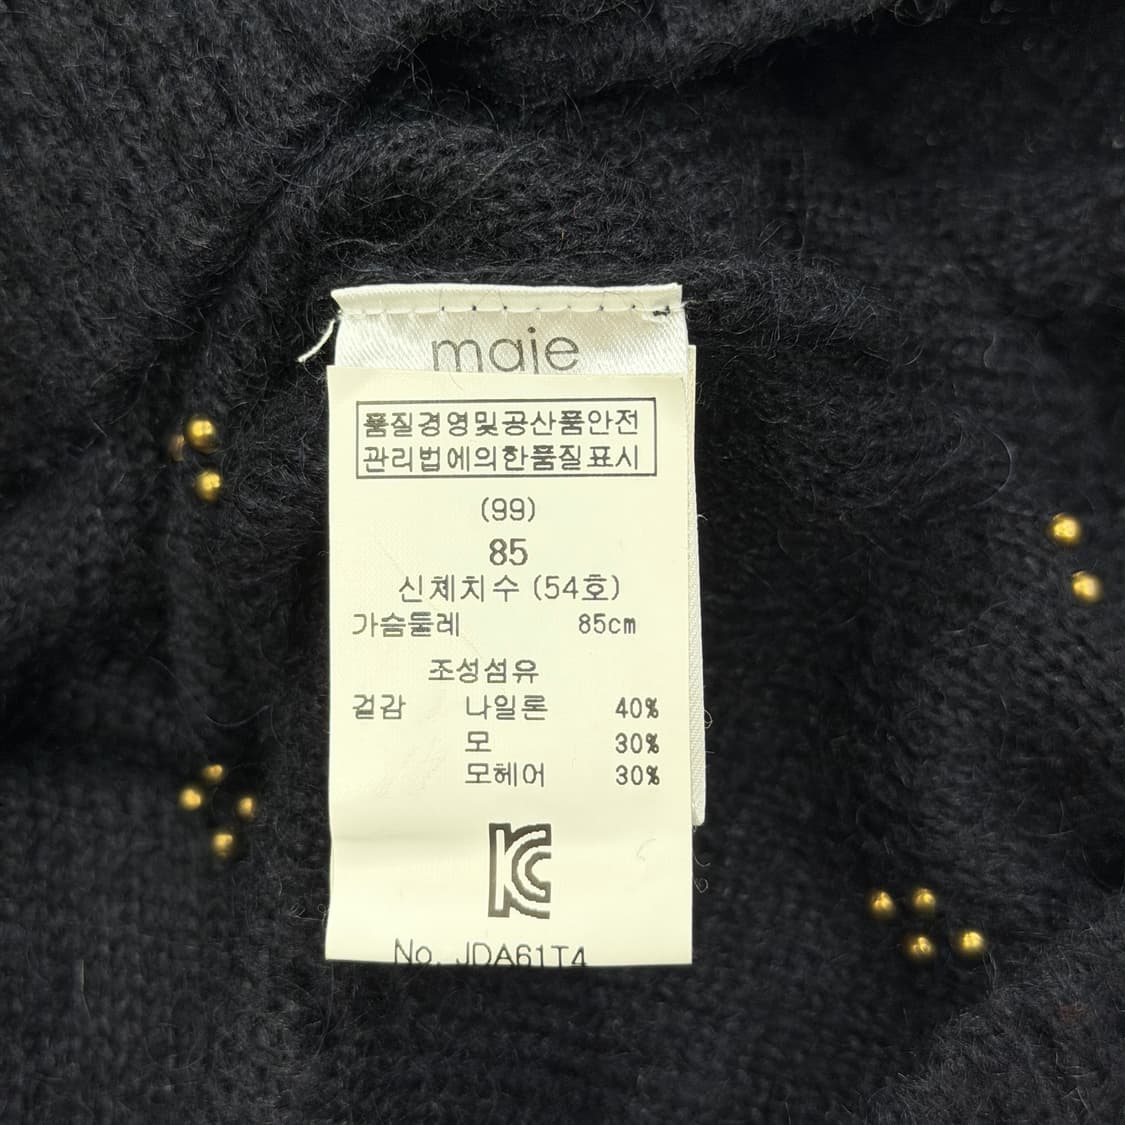 maje
품질경영및공산품안전
관리법에의한품질표시
(99)
85
신체치수 (54호)
가슴둘레 85cm
조성섬유
겉감 나일론 40%
모 30%
모헤어 30%
KC
No. JDA61T4